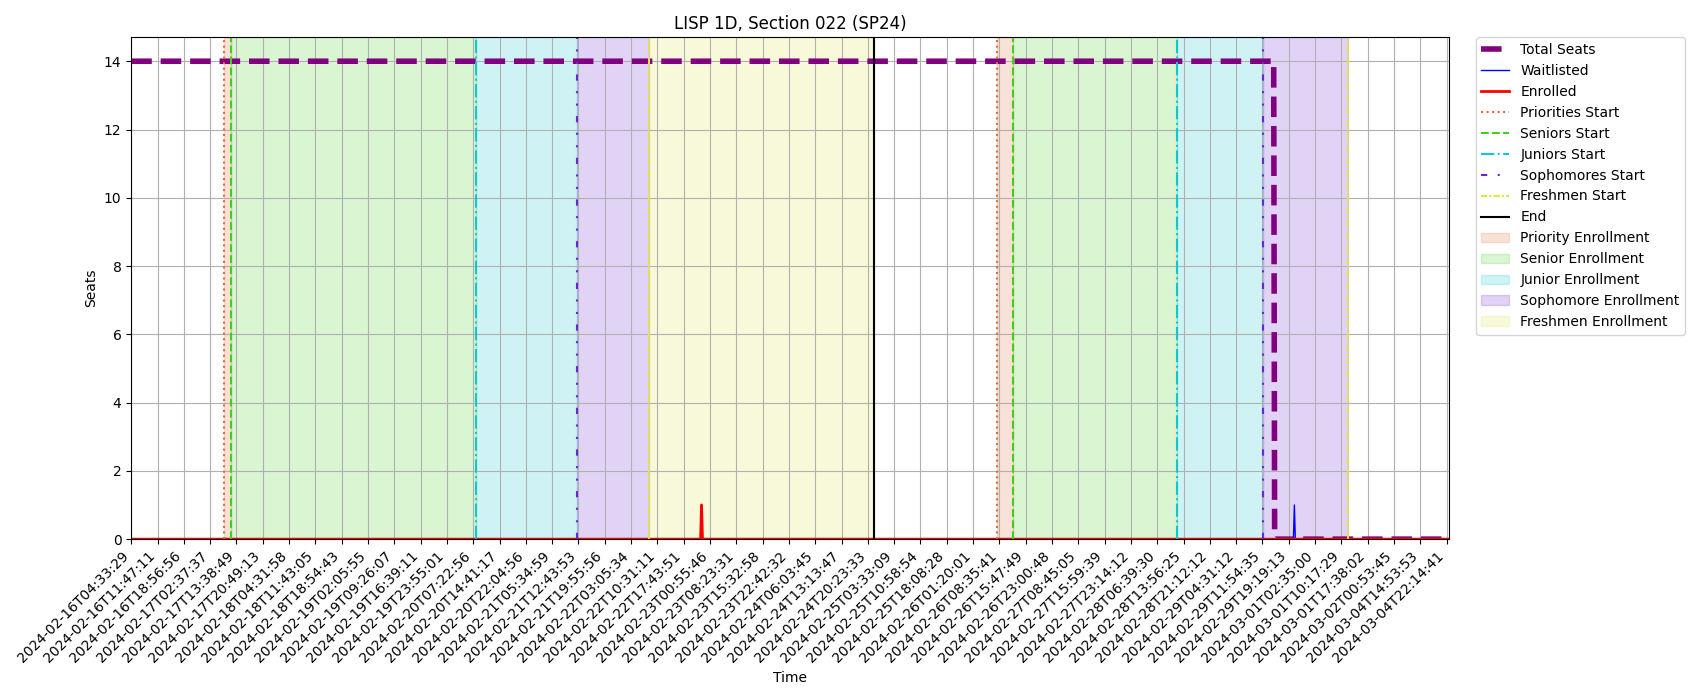 LISP 1D, Section 022 (SP24)
Seats
14
12
10
8
6
4
2
0
2024-02-16T04:33:29
2024-02-16T11:47:11
2024-02-16T18:56:56
2024-02-17T02:37:37
2024-02-17T13:38:49
2024-02-17T20:49:13
2024-02-18T04:31:58
2024-02-18T11:43:05
2024-02-18T18:54:43
2024-02-19T02:05:55
2024-02-19T09:26:07
2024-02-19T16:39:11
2024-02-19T23:55:01
2024-02-20T07:22:56
2024-02-20T14:41:17
2024-02-20T22:04:56
2024-02-21T05:34:59
2024-02-21T12:43:53
2024-02-21T19:55:56
2024-02-22T03:05:34
2024-02-22T10:31:11
2024-02-22T17:43:51
2024-02-23T00:55:46
2024-02-23T08:23:31
2024-02-23T15:32:58
2024-02-23T22:42:32
2024-02-24T06:03:45
2024-02-24T13:13:47
2024-02-24T20:23:33
2024-02-25T03:33:09
2024-02-25T10:58:54
2024-02-25T18:08:28
2024-02-26T01:20:01
2024-02-26T08:35:41
2024-02-26T15:47:49
2024-02-26T23:00:48
2024-02-27T08:45:05
2024-02-27T15:59:39
2024-02-27T23:14:12
2024-02-28T06:39:30
2024-02-28T13:56:25
2024-02-28T21:12:12
2024-02-29T04:31:12
2024-02-29T11:54:35
2024-02-29T19:19:13
2024-03-01T02:35:00
2024-03-01T10:17:29
2024-03-01T17:38:02
2024-03-02T00:53:45
2024-03-04T14:53:53
2024-03-04T22:14:41
Time
Total Seats
Waitlisted
Enrolled
Priorities Start
Seniors Start
Juniors Start
Sophomores Start
Freshmen Start
End
Priority Enrollment
Senior Enrollment
Junior Enrollment
Sophomore Enrollment
Freshmen Enrollment